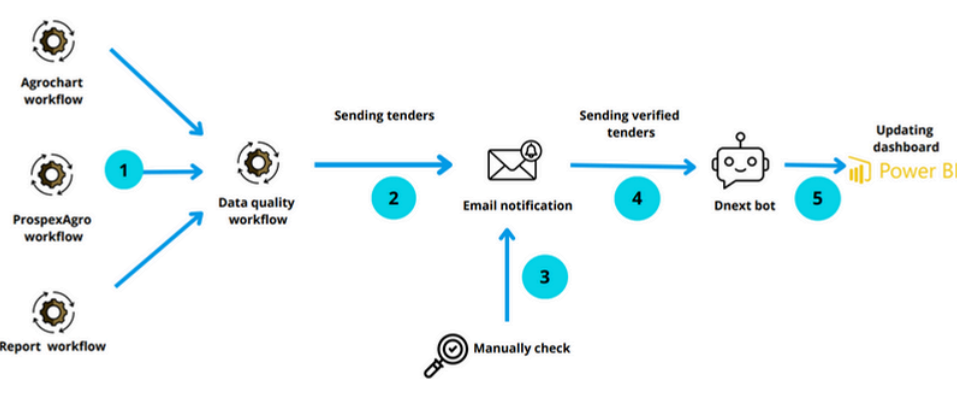 Agrochart
workflow
1
ProspexAgro
workflow
Report workflow
Data quality
workflow
Sending tenders
2
Email notification
3
Manually check
Sending verified
tenders
4
Dnext bot
5
Updating
dashboard
Power BI